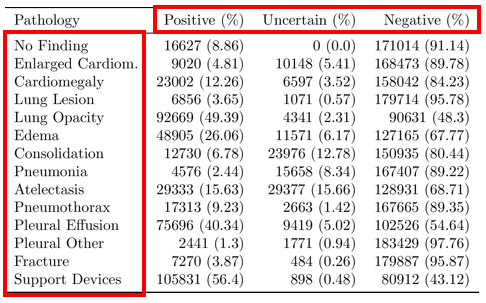 Pathology Positive (%) Uncertain (%) Negative (%)
No Finding 16627 (8.86) 0 (0.0) 171014 (91.14)
Enlarged Cardiom. 9020 (4.81) 10148 (5.41) 168473 (89.78)
Cardiomegaly 23002 (12.26) 6597 (3.52) 158042 (84.23)
Lung Lesion 6856 (3.65) 1071 (0.57) 179714 (95.78)
Lung Opacity 92669 (49.39) 4341 (2.31) 90631 (48.3)
Edema 48905 (26.06) 11571 (6.17) 127165 (67.77)
Consolidation 12730 (6.78) 23976 (12.78) 150935 (80.44)
Pneumonia 4576 (2.44) 15658 (8.34) 167407 (89.22)
Atelectasis 29333 (15.63) 29377 (15.66) 128931 (68.71)
Pneumothorax 17313 (9.23) 2663 (1.42) 167665 (89.35)
Pleural Effusion 75696 (40.34) 9419 (5.02) 102526 (54.64)
Pleural Other 2441 (1.3) 1771 (0.94) 183429 (97.76)
Fracture 7270 (3.87) 484 (0.26) 179887 (95.87)
Support Devices 105831 (56.4) 898 (0.48) 80912 (43.12)